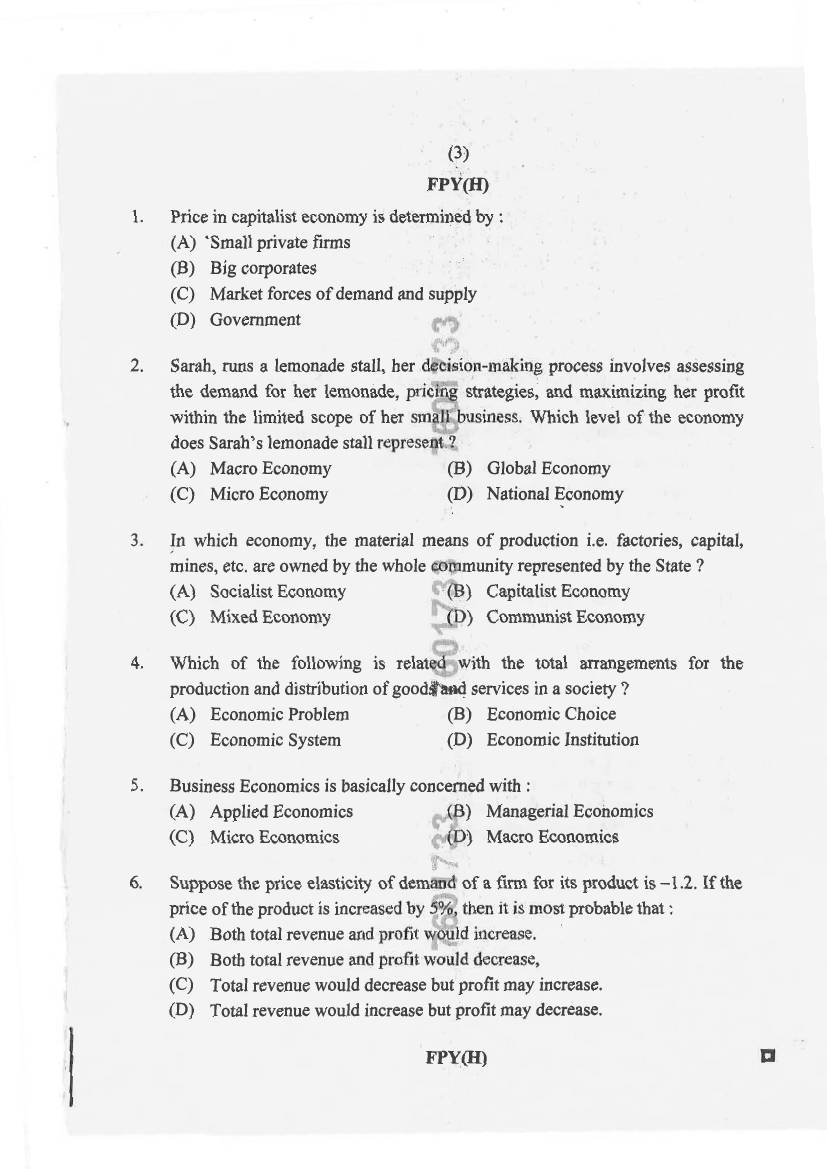 (3)
FPY(H)
1. Price in capitalist economy is determined by :
(A) `Small private firms
(B) Big corporates
(C) Market forces of demand and supply
(D) Government
2. Sarah, runs a lemonade stall, her decision-making process involves assessing
the demand for her lemonade, pricing strategies, and maximizing her profit
within the limited scope of her small business. Which level of the economy
does Sarah's lemonade stall represent ?
(A) Macro Economy (B) Global Economy
(C) Micro Economy (D) National Economy
3. In which economy, the material means of production i.e. factories, capital,
mines, etc. are owned by the whole community represented by the State ?
(A) Socialist Economy (B) Capitalist Economy
(C) Mixed Economy (D) Communist Economy
4. Which of the following is related with the total arrangements for the
production and distribution of goods and services in a society ?
(A) Economic Problem (B) Economic Choice
(C) Economic System (D) Economic Institution
5. Business Economics is basically concerned with :
(A) Applied Economics (B) Managerial Economics
(C) Micro Economics (D) Macro Economics
6. Suppose the price elasticity of demand of a firm for its product is –1.2. If the
price of the product is increased by 5%, then it is most probable that :
(A) Both total revenue and profit would increase.
(B) Both total revenue and profit would decrease,
(C) Total revenue would decrease but profit may increase.
(D) Total revenue would increase but profit may decrease.
FPY(H)